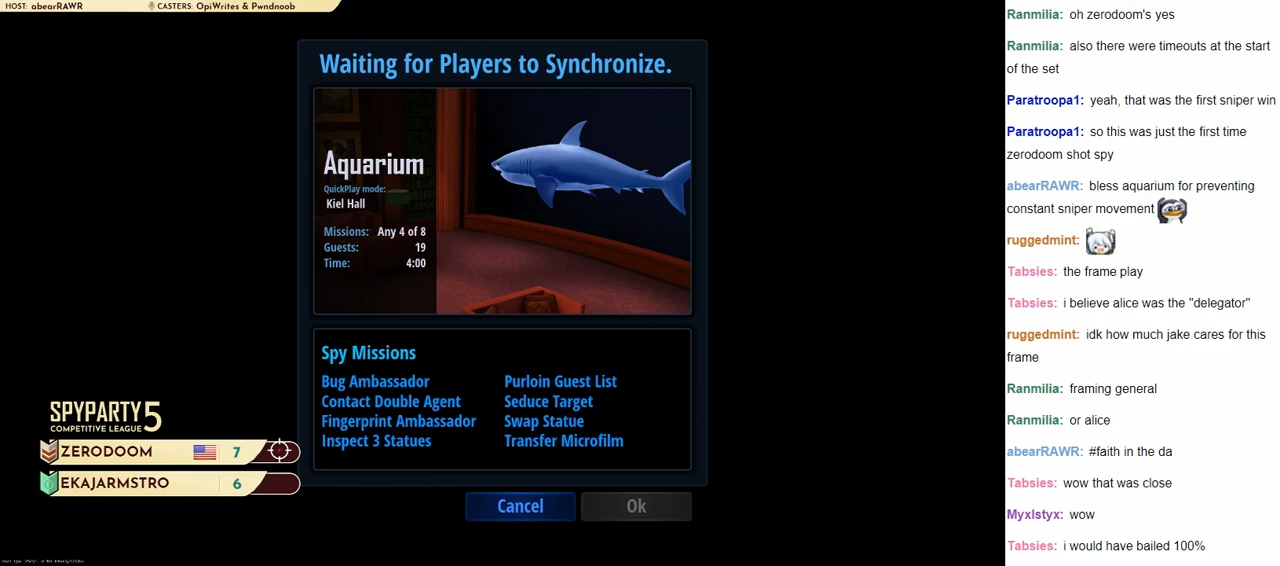 HOST: abearRAWR
CASTERS: OpiWrites & Pwndnoob
Waiting for Players to Synchronize.
Aquarium
QuickPlay mode:
Kiel Hall
Missions: Any 4 of 8
Guests: 19
Time: 4:00
Spy Missions
Bug Ambassador
Contact Double Agent
Fingerprint Ambassador
Inspect 3 Statues
Purloin Guest List
Seduce Target
Swap Statue
Transfer Microfilm
Cancel
Ok
SPYPARTY 5
COMPETITIVE LEAGUE
ZERODOOM 7
EKAJARMSTRO 6
Ranmilia: oh zerodoom's yes
Ranmilia: also there were timeouts at the start
of the set
Paratroopa1: yeah, that was the first sniper win
Paratroopa1: so this was just the first time
zerodoom shot spy
abearRAWR: bless aquarium for preventing
constant sniper movement
ruggedmint:
Tabsies: the frame play
Tabsies: i believe alice was the "delegator"
ruggedmint: idk how much jake cares for this
frame
Ranmilia: framing general
Ranmilia: or alice
abearRAWR: #faith in the da
Tabsies: wow that was close
Myxlstyx: wow
Tabsies: i would have bailed 100%